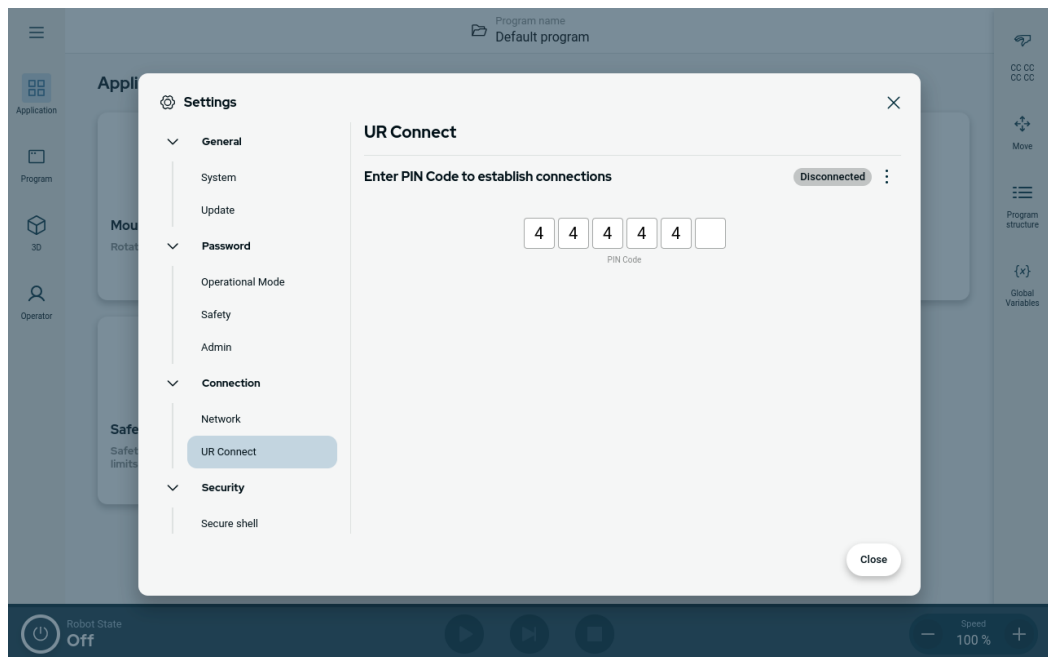 Program name
Default program
Application
Program
3D
Operator
Appli
Mou
Rotat
Safe
Safet
limits
Settings
General
System
Update
Password
Operational Mode
Safety
Admin
Connection
Network
UR Connect
Security
Secure shell
UR Connect
Enter PIN Code to establish connections
Disconnected
4 4 4 4 4
PIN Code
Close
CC CC
CC CC
Move
Program
structure
{x}
Global
Variables
Robot State
Off
Speed
100 %